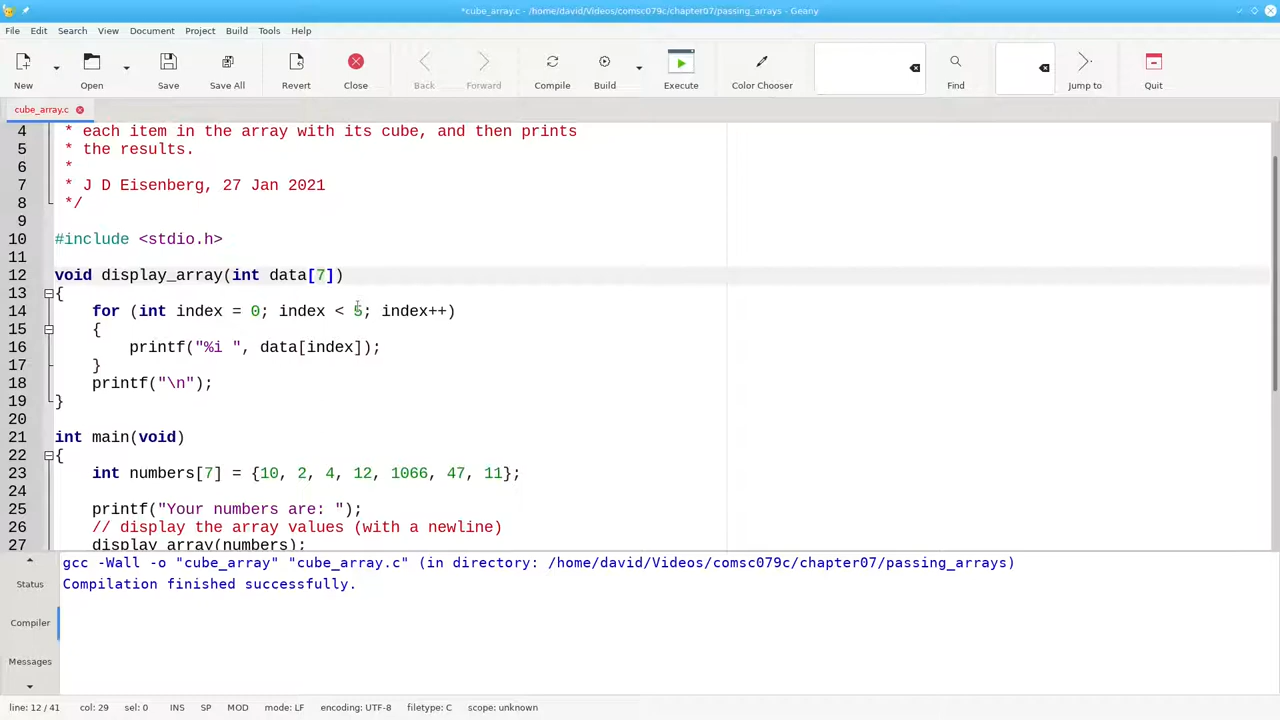 *cube_array.c - /home/david/Videos/comsc079c/chapter07/passing_arrays - Geany
File Edit Search View Document Project Build Tools Help
New Open Save Save All Revert Close Back Forward Compile Build Execute Color Chooser Find Jump to Quit
cube_array.c
4 * each item in the array with its cube, and then prints
5 * the results.
6 *
7 * J D Eisenberg, 27 Jan 2021
8 */
9
10 #include <stdio.h>
11
12 void display_array(int data[7])
13 {
14 for (int index = 0; index < 5; index++)
15 {
16 printf("%i ", data[index]);
17 }
18 printf("\n");
19 }
20
21 int main(void)
22 {
23 int numbers[7] = {10, 2, 4, 12, 1066, 47, 11};
24
25 printf("Your numbers are: ");
26 // display the array values (with a newline)
27 display_array(numbers);
Status
Compiler
Messages
gcc -Wall -o "cube_array" "cube_array.c" (in directory: /home/david/Videos/comsc079c/chapter07/passing_arrays)
Compilation finished successfully.
line: 12 / 41 col: 29 sel: 0 INS SP MOD mode: LF encoding: UTF-8 filetype: C scope: unknown